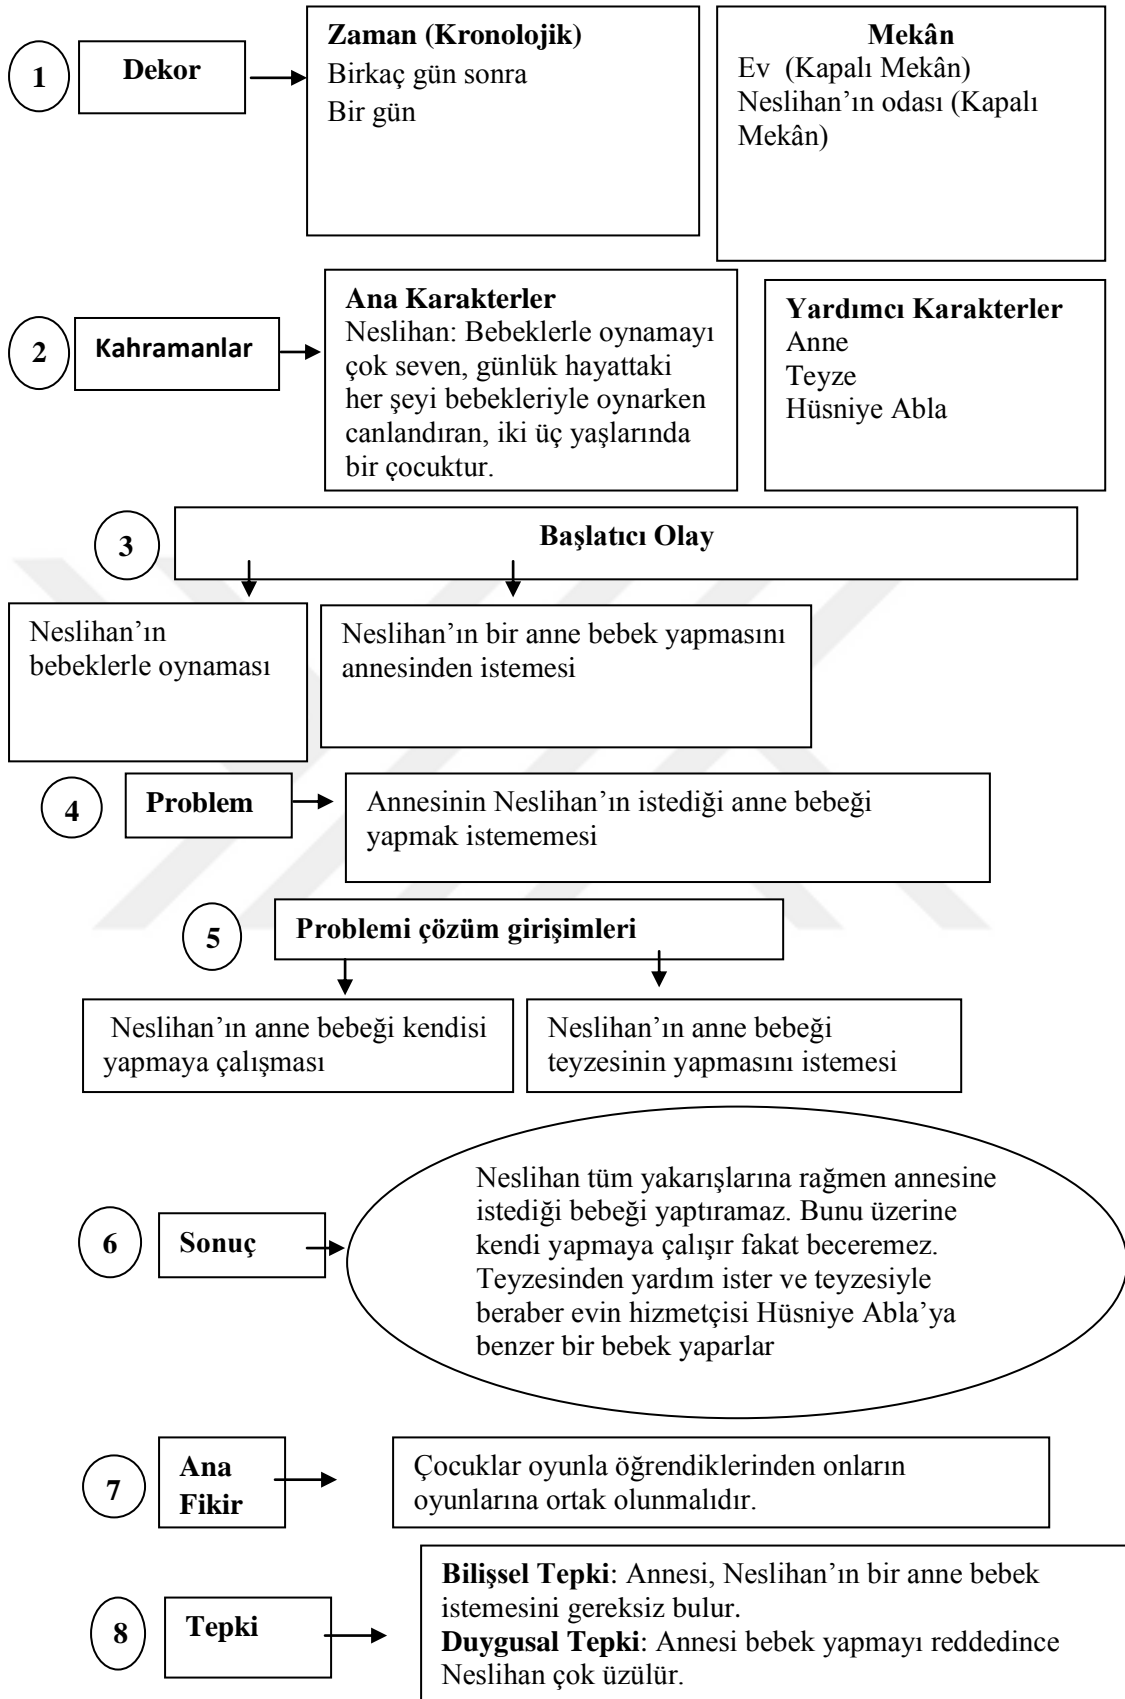 1
Dekor
Zaman (Kronolojik)
Birkaç gün sonra
Bir gün
Mekân
Ev  (Kapalı Mekân)
Neslihan’ın odası (Kapalı
Mekân)
2
Kahramanlar
Ana Karakterler
Neslihan: Bebeklerle oynamayı
çok seven, günlük hayattaki
her şeyi bebekleriyle oynarken
canlandıran, iki üç yaşlarında
bir çocuktur.
Yardımcı Karakterler
Anne
Teyze
Hüsniye Abla
3
Başlatıcı Olay
Neslihan’ın
bebeklerle oynaması
Neslihan’ın bir anne bebek yapmasını
annesinden istemesi
4
Problem
Annesinin Neslihan’ın istediği anne bebeği
yapmak istememesi
5
Problemi çözüm girişimleri
Neslihan’ın anne bebeği kendisi
yapmaya çalışması
Neslihan’ın anne bebeği
teyzesinin yapmasını istemesi
6
Sonuç
Neslihan tüm yakarışlarına rağmen annesine
istediği bebeği yaptıramaz. Bunu üzerine
kendi yapmaya çalışır fakat beceremez.
Teyzesinden yardım ister ve teyzesiyle
beraber evin hizmetçisi Hüsniye Abla’ya
benzer bir bebek yaparlar
7
Ana
Fikir
Çocuklar oyunla öğrendiklerinden onların
oyunlarına ortak olunmalıdır.
8
Tepki
Bilişsel Tepki: Annesi, Neslihan’ın bir anne bebek
istemesini gereksiz bulur.
Duygusal Tepki: Annesi bebek yapmayı reddedince
Neslihan çok üzülür.